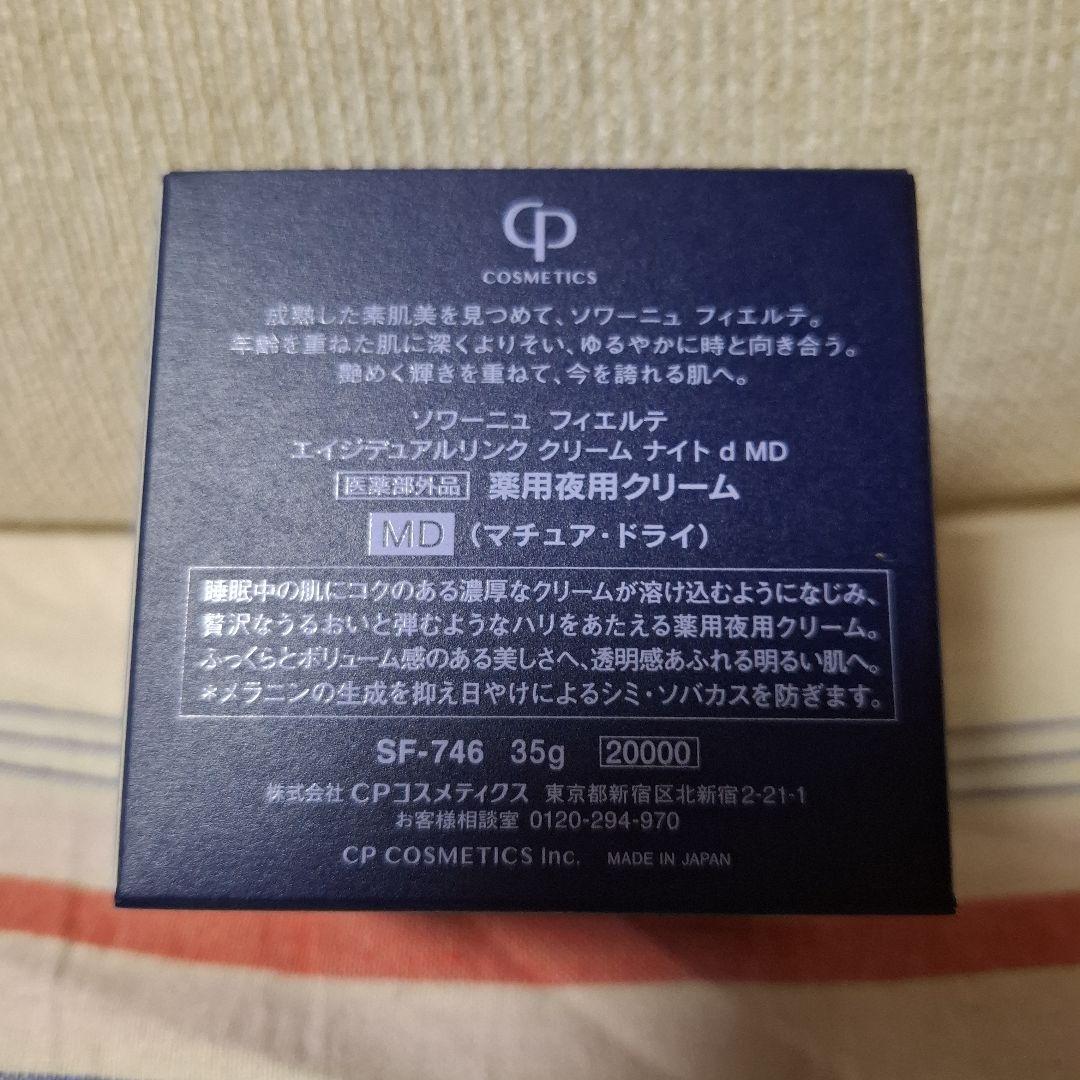 CP
COSMETICS
成熟した素肌美を見つめて、ソワーニュ フィエルテ。
年齢を重ねた肌に深くよりそい、ゆるやかに時と向き合う。
艶めく輝きを重ねて、今を誇れる肌へ。
ソワーニュ フィエルテ
エイジデュアルリンク クリーム ナイト d MD
医薬部外品 薬用夜用クリーム
MD (マチュア・ドライ)
睡眠中の肌にコクのある濃厚なクリームが溶け込むようになじみ、
贅沢なうるおいと弾むようなハリをあたえる薬用夜用クリーム。
ふっくらとボリューム感のある美しさへ、透明感あふれる明るい肌へ。
*メラニンの生成を抑え日やけによるシミ・ソバカスを防ぎます。
SF-746 35g 20000
株式会社 CPコスメティクス 東京都新宿区北新宿2-21-1
お客様相談室 0120-294-970
CP COSMETICS Inc. MADE IN JAPAN